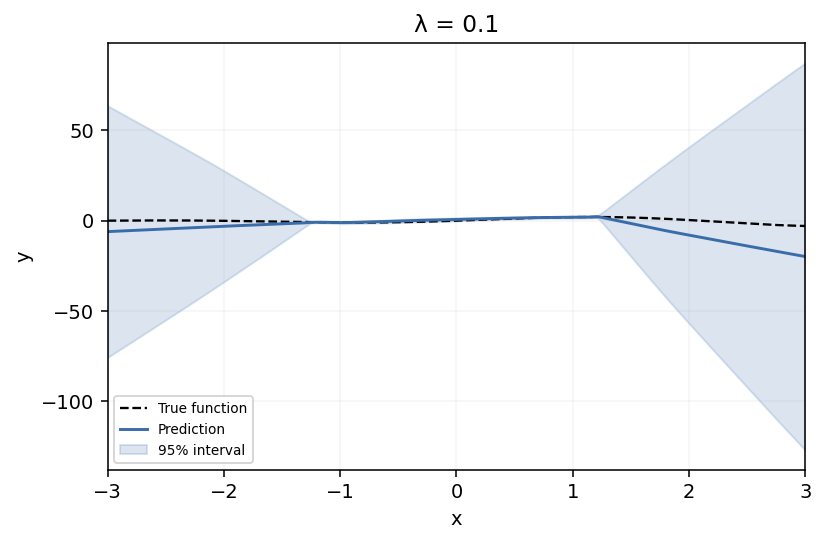 λ = 0.1
y
50
0
−50
−100
True function
Prediction
95% interval
−3
−2
−1
0
1
2
3
x